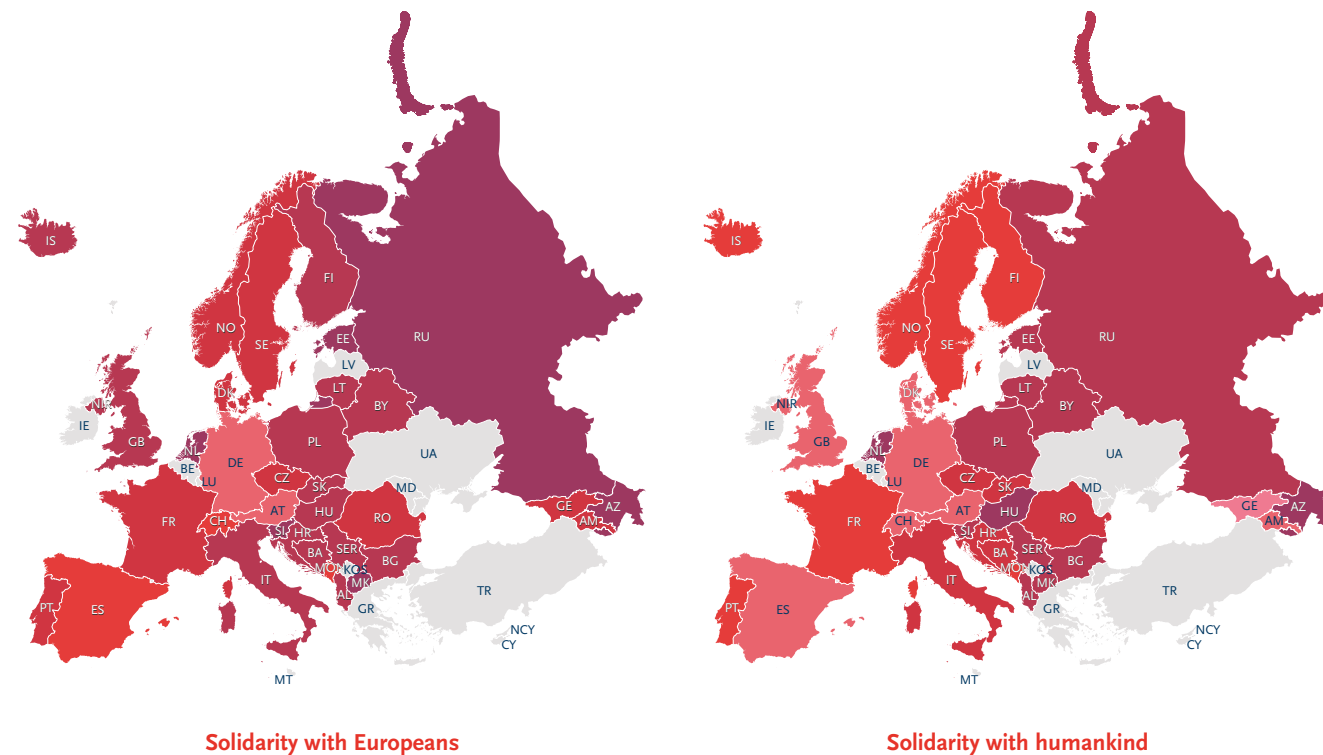 IS
FI
NO
SE
RU
EE
LV
DK
LT
BY
NIR
IE
GB
PL
NL
BE
DE
UA
LU
CZ
SK
MD
FR
CH
AT
HU
RO
GE
AZ
AM
SI
HR
BA
SER
BG
MON
KOS
IT
MK
AL
PT
ES
GR
TR
NCY
CY
MT
Solidarity with Europeans
IS
FI
NO
SE
RU
EE
LV
DK
LT
BY
NIR
IE
GB
PL
NL
BE
DE
UA
LU
CZ
SK
MD
FR
CH
AT
HU
RO
GE
AZ
AM
SI
HR
BA
SER
BG
MON
KOS
IT
MK
AL
PT
ES
GR
TR
NCY
CY
MT
Solidarity with humankind